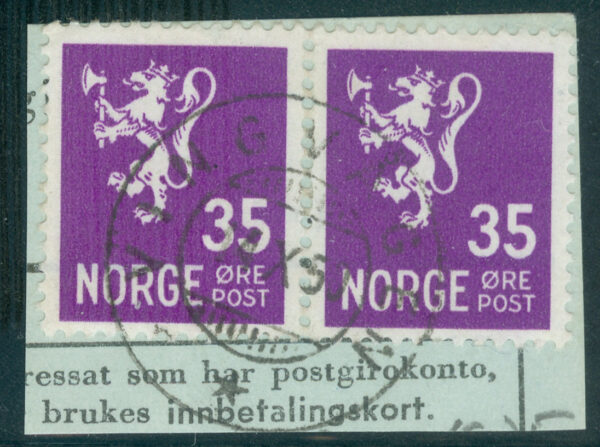 35
NORGE ØRE POST
35
NORGE ØRE POST
ressat som har postgirokonto,
brukes innbetalingskort.